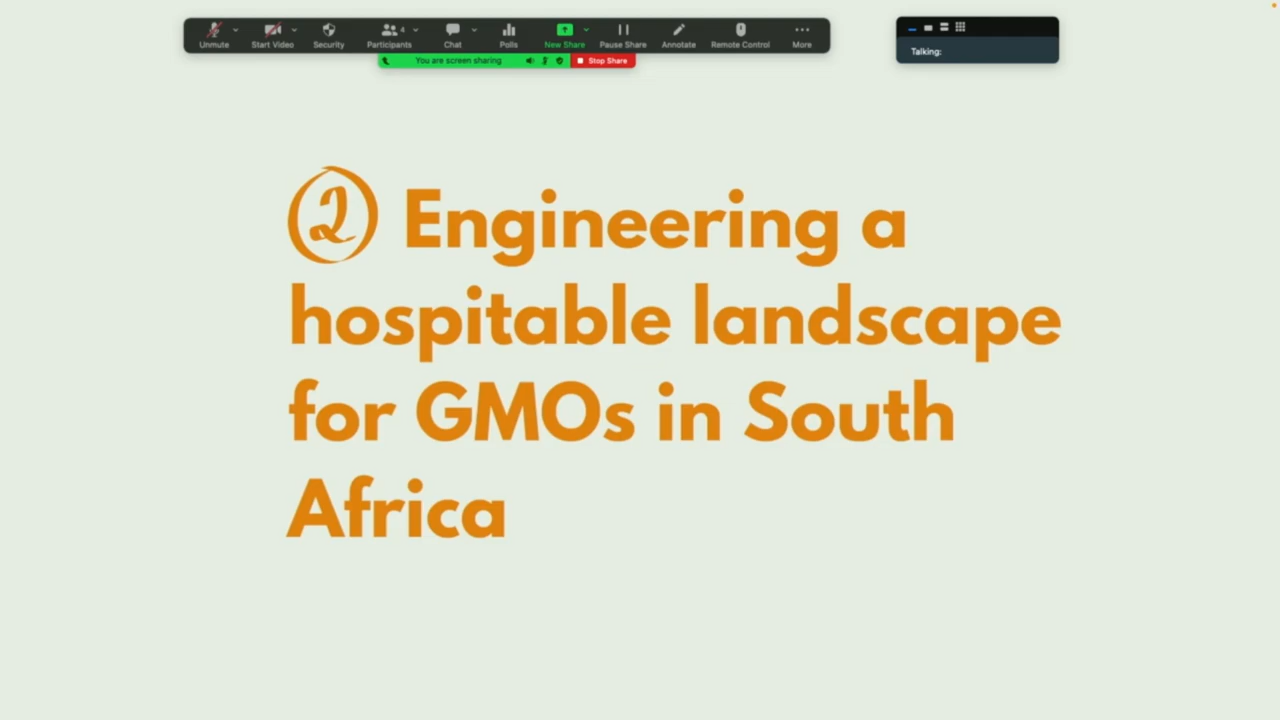 Unmute
Start Video
Security
Participants
4
Chat
Polls
New Share
Pause Share
Annotate
Remote Control
More
You are screen sharing
Stop Share
Talking:
2 Engineering a
hospitable landscape
for GMOs in South
Africa